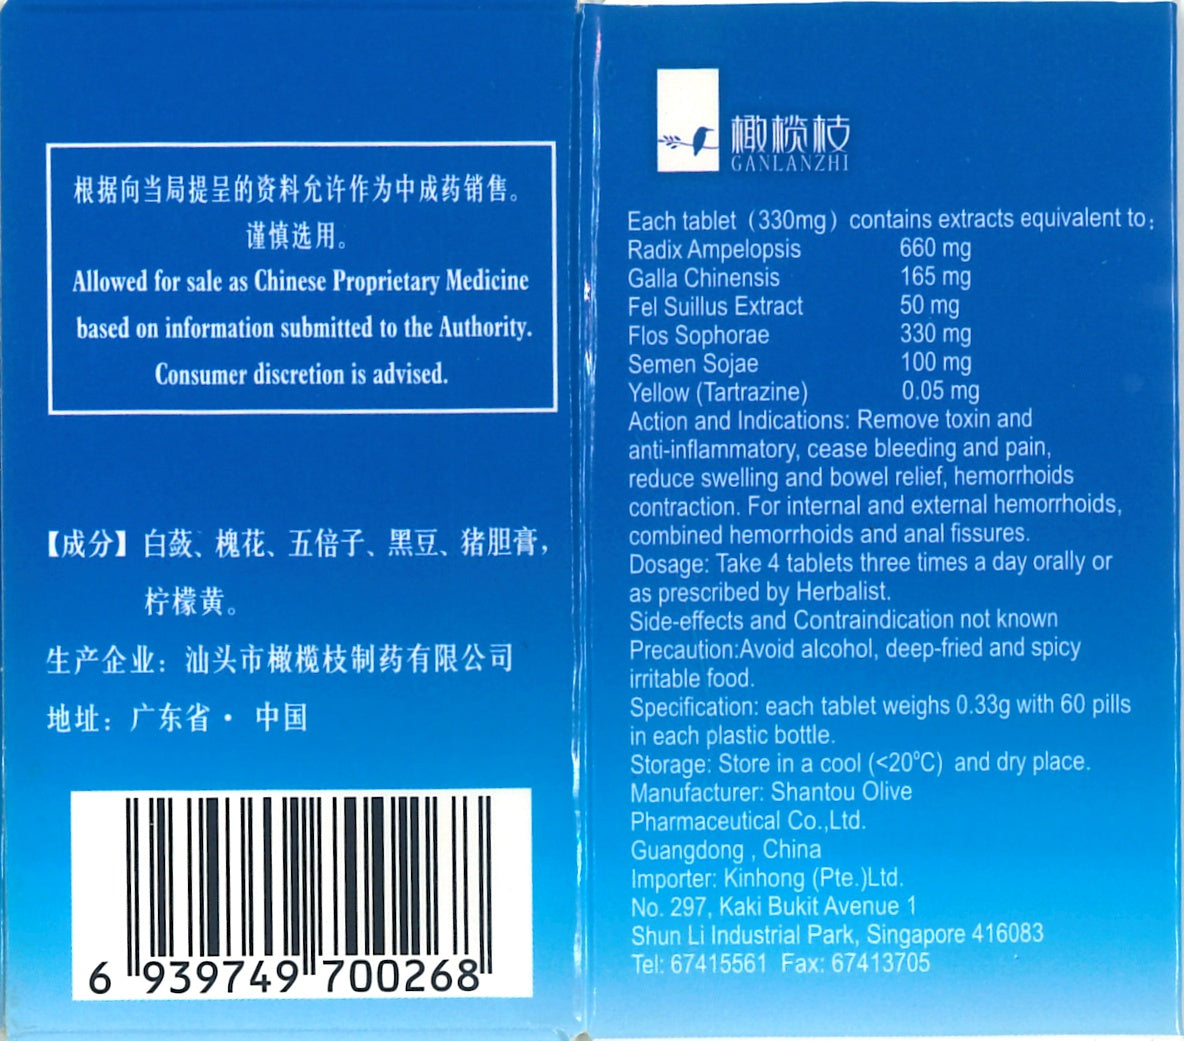 根据向当局提呈的资料允许作为中成药销售。
谨慎选用。
Allowed for sale as Chinese Proprietary Medicine
based on information submitted to the Authority.
Consumer discretion is advised.
【成分】白蔹、槐花、五倍子、黑豆、猪胆膏，
柠檬黄。
生产企业：汕头市橄榄枝制药有限公司
地址：广东省·中国
6 939749 700268
橄榄枝
GANLANZHI
Each tablet（330mg）contains extracts equivalent to：
Radix Ampelopsis 660 mg
Galla Chinensis 165 mg
Fel Suillus Extract 50 mg
Flos Sophorae 330 mg
Semen Sojae 100 mg
Yellow (Tartrazine) 0.05 mg
Action and Indications: Remove toxin and
anti-inflammatory, cease bleeding and pain,
reduce swelling and bowel relief, hemorrhoids
contraction. For internal and external hemorrhoids,
combined hemorrhoids and anal fissures.
Dosage: Take 4 tablets three times a day orally or
as prescribed by Herbalist.
Side-effects and Contraindication not known
Precaution:Avoid alcohol, deep-fried and spicy
irritable food.
Specification: each tablet weighs 0.33g with 60 pills
in each plastic bottle.
Storage: Store in a cool (<20°C) and dry place.
Manufacturer: Shantou Olive
Pharmaceutical Co.,Ltd.
Guangdong , China
Importer: Kinhong (Pte.)Ltd.
No. 297, Kaki Bukit Avenue 1
Shun Li Industrial Park, Singapore 416083
Tel: 67415561 Fax: 67413705